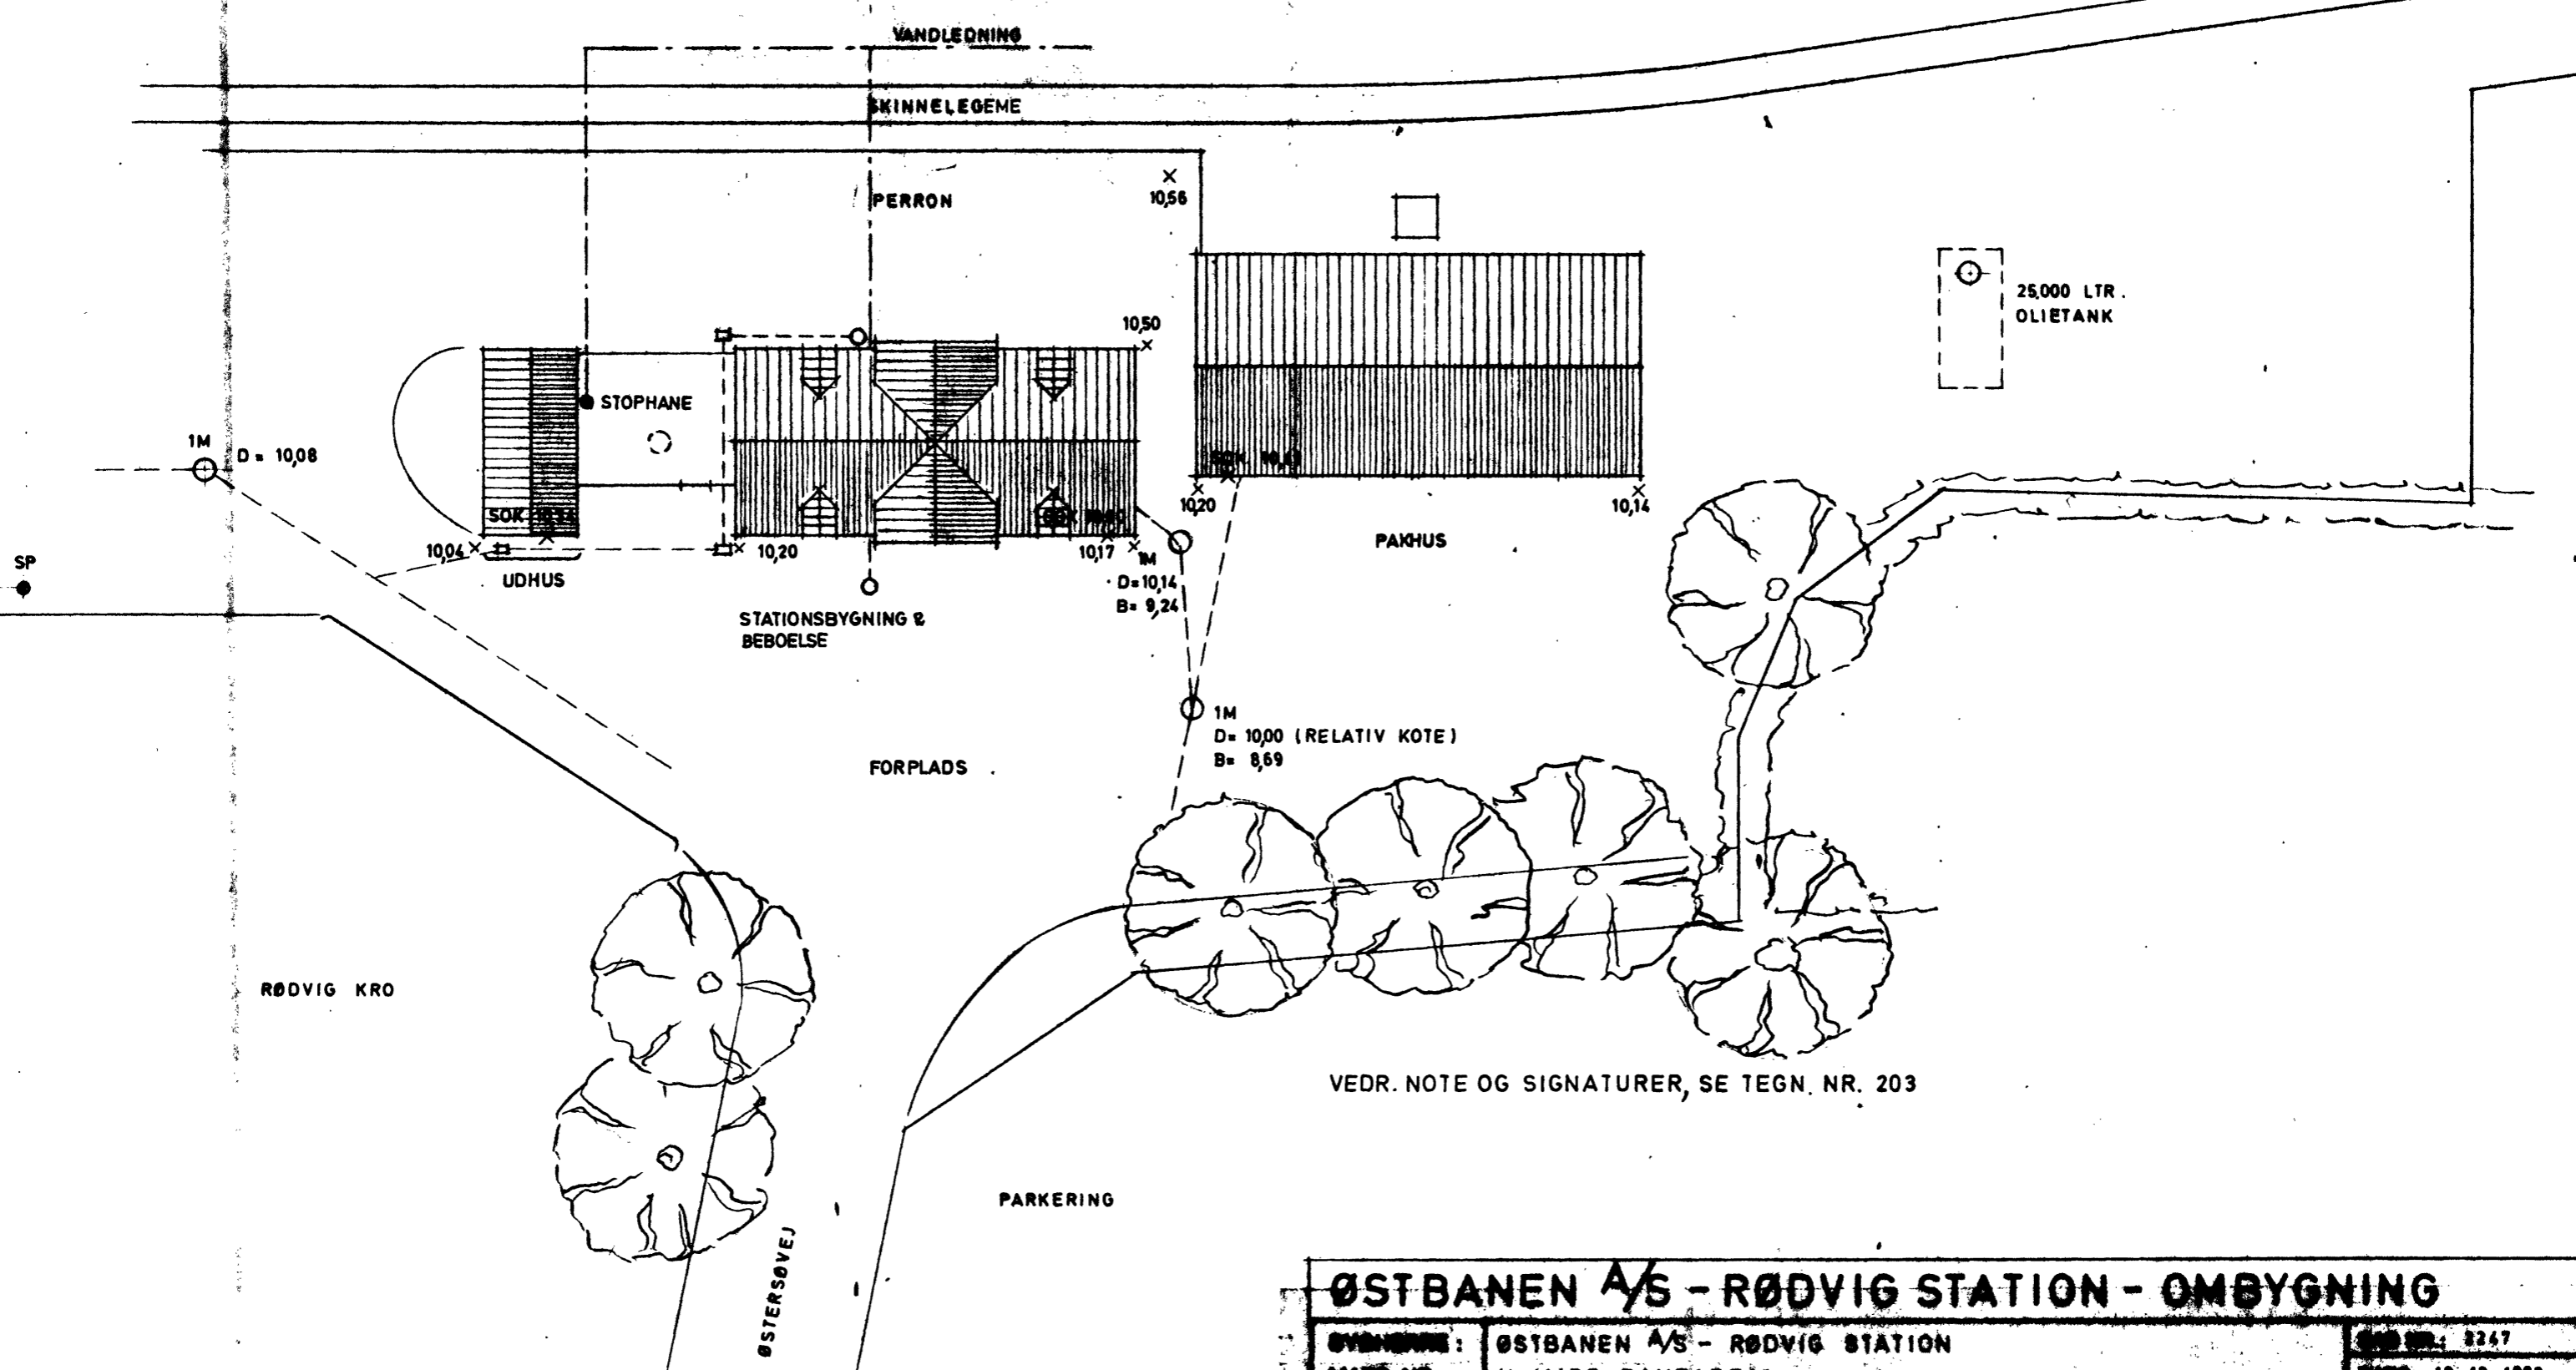 VANDLEDNING
SKINNELEGEME
PERRON
10,56
10,50
25,000 LTR.
OLIETANK
STOPHANE
1M
D= 10,08
SOK
SOK
10,20
10,14
10,04
10,20
10,17
UDHUS
SP
1M
D=10,14
B= 9,24
PAKHUS
STATIONSBYGNING &
BEBOELSE
1M
D= 10,00 (RELATIV KOTE)
B= 8,69
FORPLADS
RØDVIG KRO
VEDR. NOTE OG SIGNATURER, SE TEGN. NR. 203
PARKERING
ØSTERSØVEJ
ØSTBANEN A/S - RØDVIG STATION - OMBYGNING
ØSTBANEN A/S - RØDVIG STATION